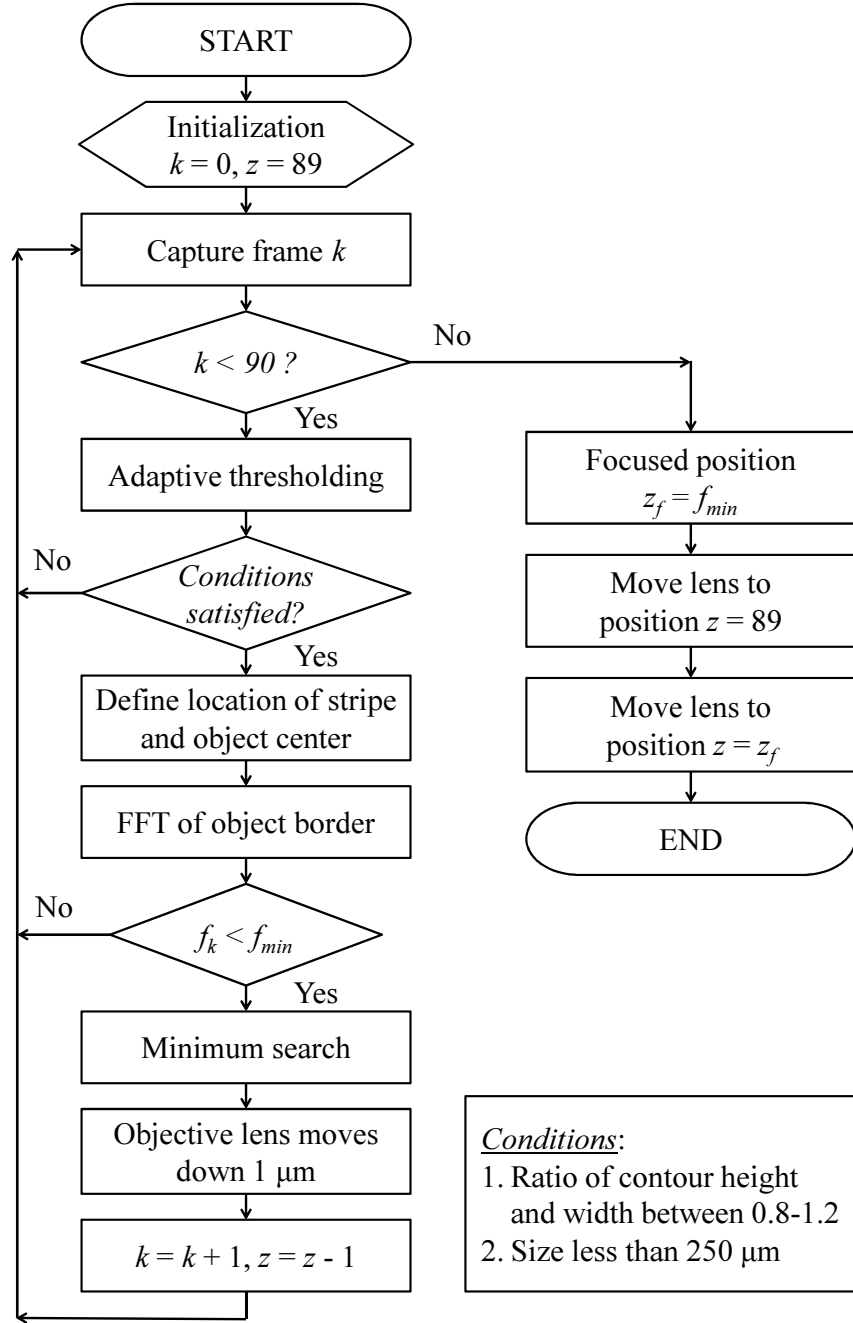 START
Initialization
k = 0, z = 89
Capture frame k
k < 90 ?
No
Yes
Adaptive thresholding
Conditions
satisfied?
No
Yes
Define location of stripe
and object center
FFT of object border
fₖ < fₘᵢₙ
No
Yes
Minimum search
Objective lens moves
down 1 μm
k = k + 1, z = z - 1
Focused position
z_f = f_min
Move lens to
position z = 89
Move lens to
position z = z_f
END
Conditions:
1. Ratio of contour height
and width between 0.8-1.2
2. Size less than 250 μm